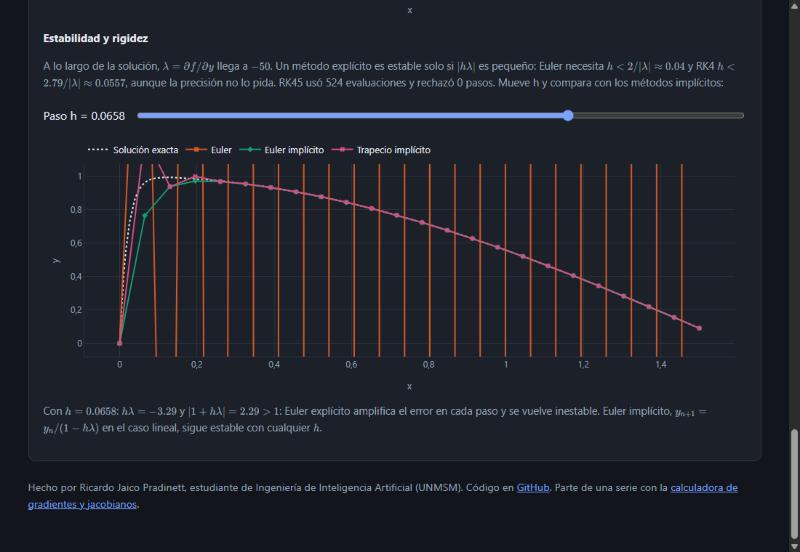 x
Estabilidad y rigidez
A lo largo de la solución, λ = ∂f/∂y llega a −50. Un método explícito es estable solo si |hλ| es pequeño: Euler necesita h < 2/|λ| ≈ 0.04 y RK4 h <
2.79/|λ| ≈ 0.0557, aunque la precisión no lo pida. RK45 usó 524 evaluaciones y rechazó 0 pasos. Mueve h y compara con los métodos implícitos:
Paso h = 0.0658
Solución exacta Euler Euler implícito Trapecio implícito
1
0,8
0,6
y
0,4
0,2
0
0 0,2 0,4 0,6 0,8 1 1,2 1,4
x
Con h = 0.0658: hλ = −3.29 y |1 + hλ| = 2.29 > 1: Euler explícito amplifica el error en cada paso y se vuelve inestable. Euler implícito, yₙ₊₁ =
yₙ/(1 − hλ) en el caso lineal, sigue estable con cualquier h.
Hecho por Ricardo Jaico Pradinett, estudiante de Ingeniería de Inteligencia Artificial (UNMSM). Código en GitHub. Parte de una serie con la calculadora de
gradientes y jacobianos.